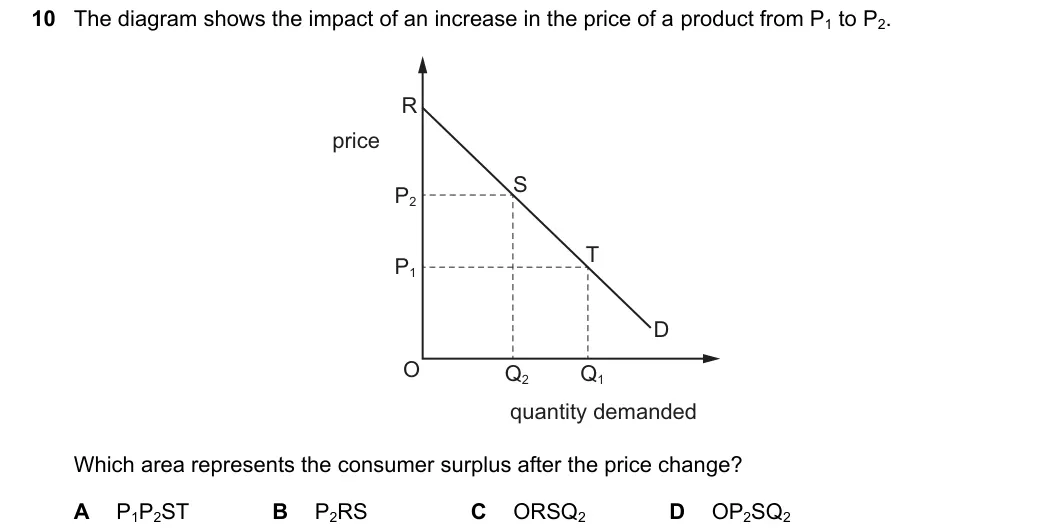 10 The diagram shows the impact of an increase in the price of a product from P₁ to P₂.
R
price
S
P₂
T
P₁
D
O
Q₂ Q₁
quantity demanded
Which area represents the consumer surplus after the price change?
A P₁P₂ST B P₂RS C ORSQ₂ D OP₂SQ₂